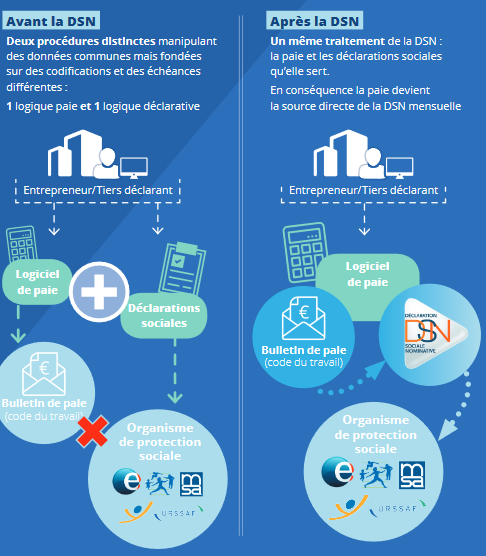 Avant la DSN
Deux procédures distinctes manipulant
des données communes mais fondées
sur des codifications et des échéances
différentes :
1 logique paie et 1 logique déclarative
Entrepreneur/Tiers déclarant
Logiciel
de paie
Déclarations
sociales
€
Bulletin de paie
(code du travail)
Organisme
de protection
sociale
e
msa
URSSAF
Après la DSN
Un même traitement de la DSN :
la paie et les déclarations sociales
qu'elle sert.
En conséquence la paie devient
la source directe de la DSN mensuelle
Entrepreneur/Tiers déclarant
Logiciel
de paie
€
Bulletin de paie
(code du travail)
DÉCLARATION
DSN
SOCIALE
NOMINATIVE
Organisme
de protection
sociale
e
msa
URSSAF